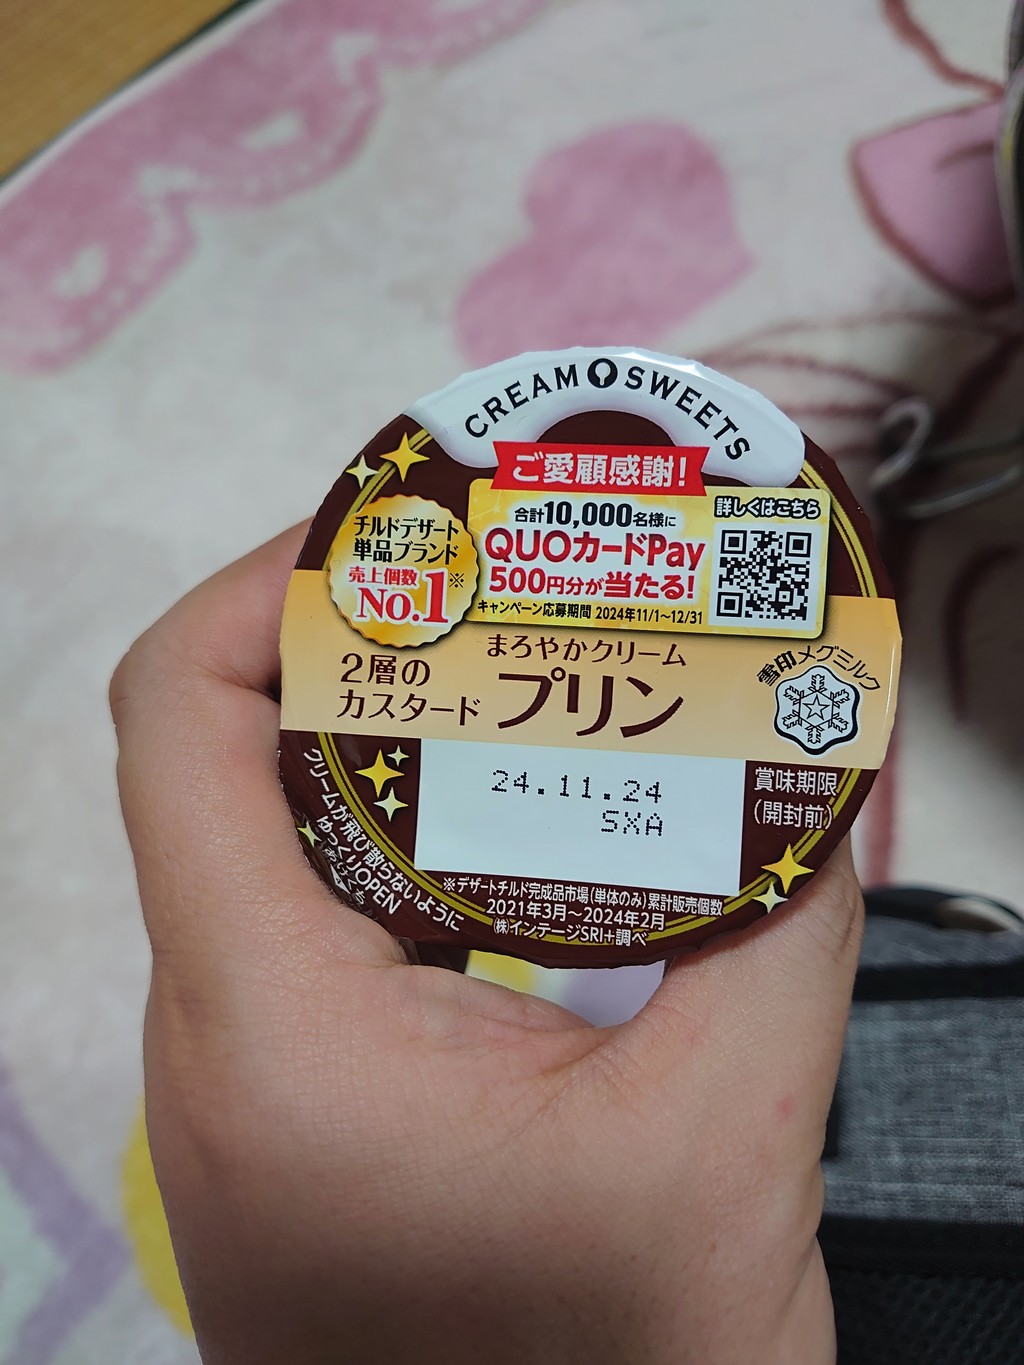 CREAM SWEETS
ご愛顧感謝!
合計10,000名様に
QUOカードPay
500円分が当たる!
キャンペーン応募期間 2024年11/1~12/31
詳しくはこちら
チルドデザート
単品ブランド
売上個数
No.1※
2層の
カスタード
まろやかクリーム
プリン
雪印メグミルク
24.11.24
SXA
賞味期限
(開封前)
クリームが飛び散らないように
ゆっくりOPEN
(あけくち)
※デザートチルド完成品市場(単体のみ)累計販売個数
2021年3月~2024年2月
㈱インテージSRI+調べ